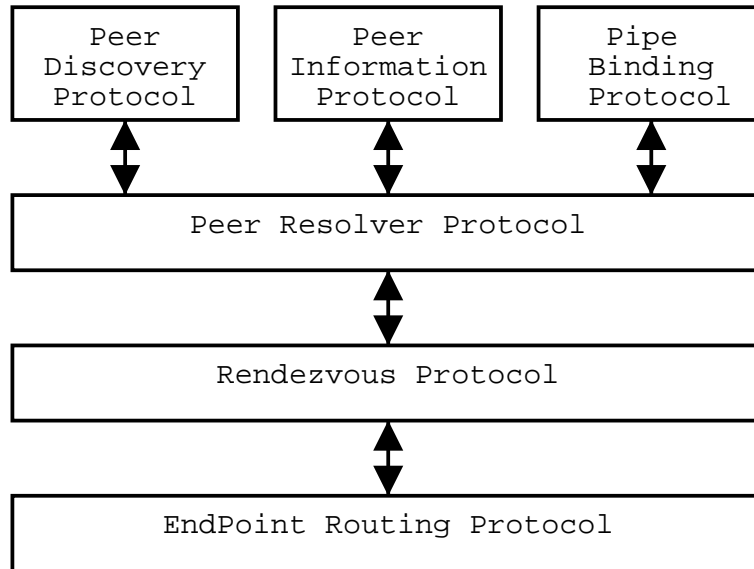 Peer
Discovery
Protocol
Peer
Information
Protocol
Pipe
Binding
Protocol
Peer Resolver Protocol
Rendezvous Protocol
EndPoint Routing Protocol